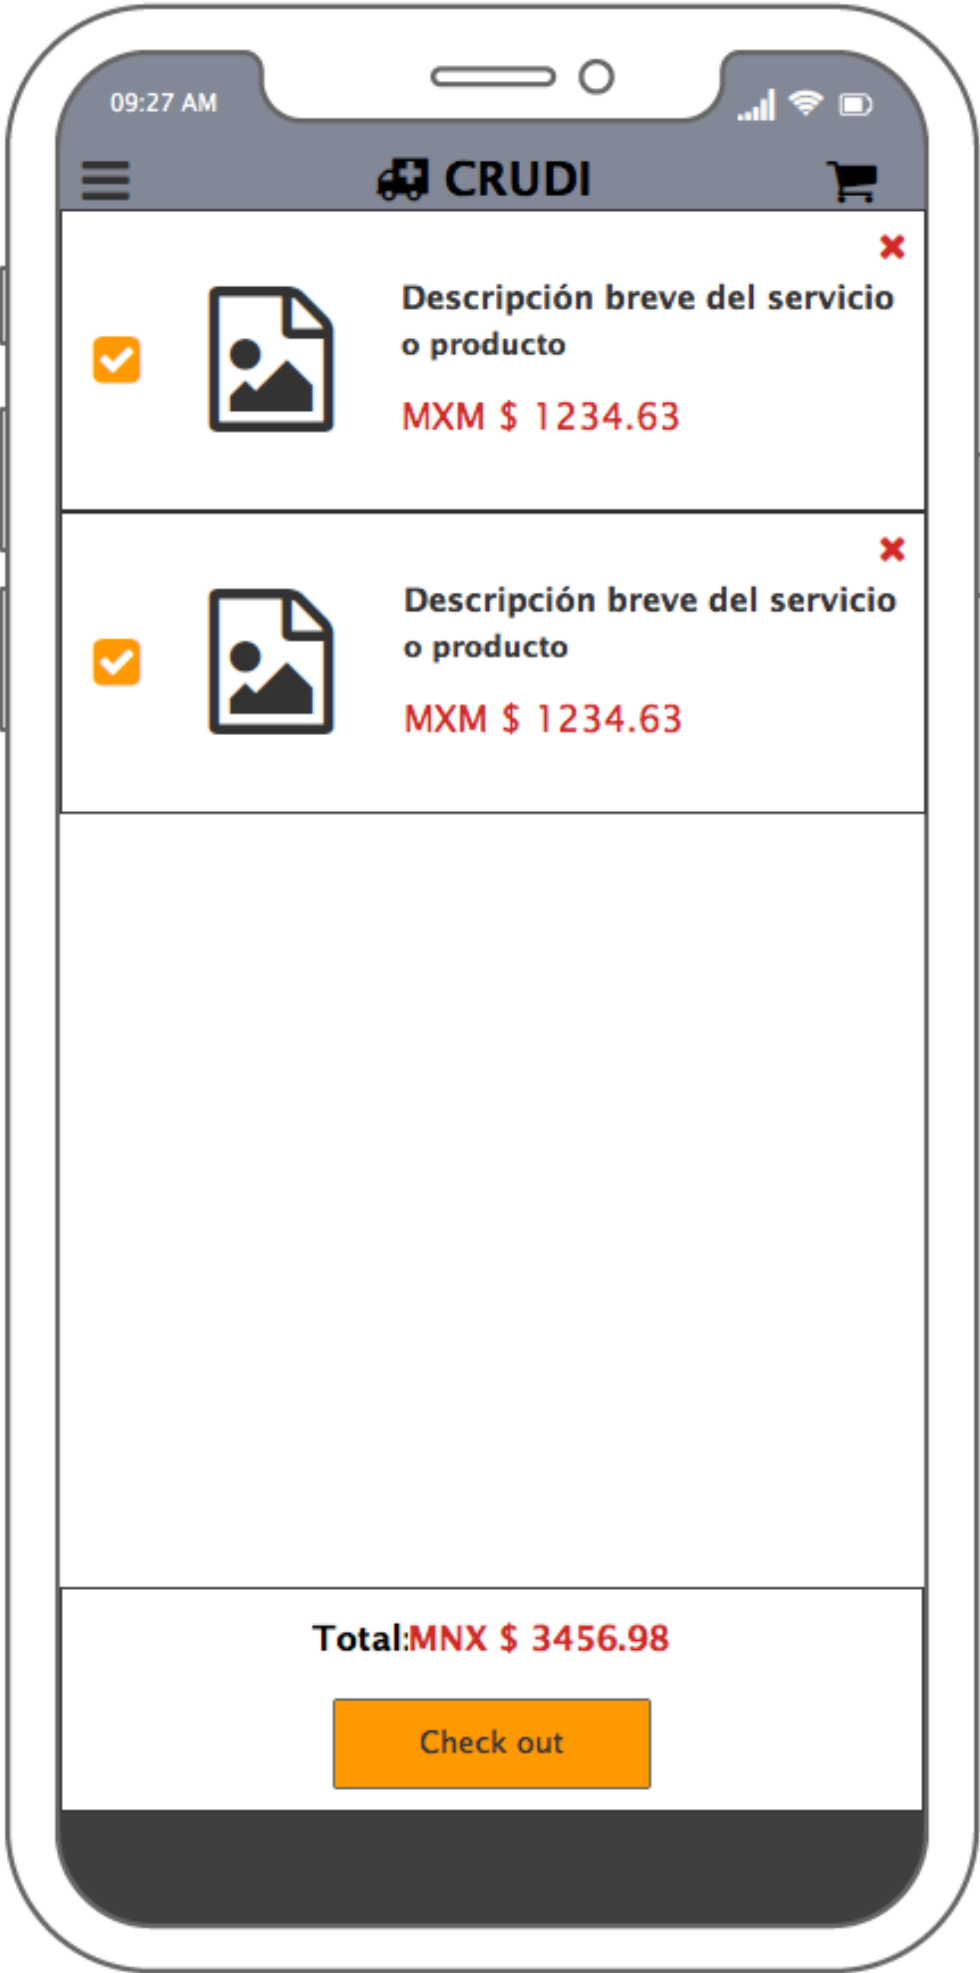 09:27 AM
CRUDI
Descripción breve del servicio
o producto
MXM $ 1234.63
Descripción breve del servicio
o producto
MXM $ 1234.63
Total:MNX $ 3456.98
Check out